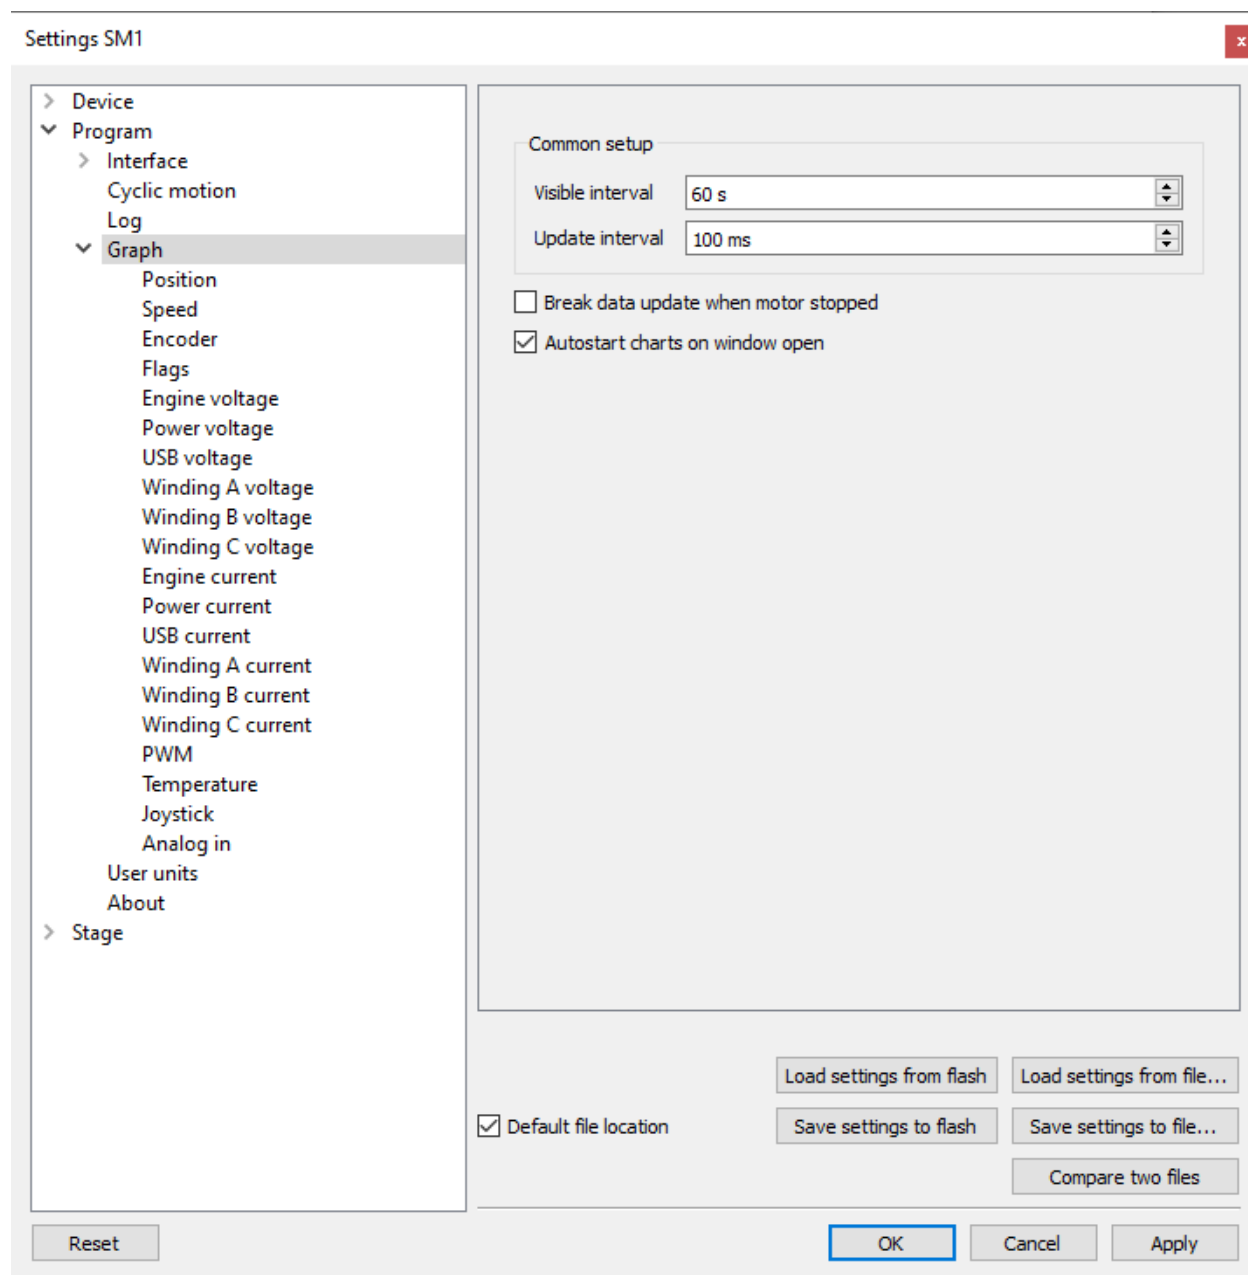 Settings SM1
x
Device
Program
Interface
Cyclic motion
Log
Graph
Position
Speed
Encoder
Flags
Engine voltage
Power voltage
USB voltage
Winding A voltage
Winding B voltage
Winding C voltage
Engine current
Power current
USB current
Winding A current
Winding B current
Winding C current
PWM
Temperature
Joystick
Analog in
User units
About
Stage
Common setup
Visible interval 60 s
Update interval 100 ms
Break data update when motor stopped
Autostart charts on window open
Load settings from flash Load settings from file...
Default file location Save settings to flash Save settings to file...
Compare two files
Reset OK Cancel Apply